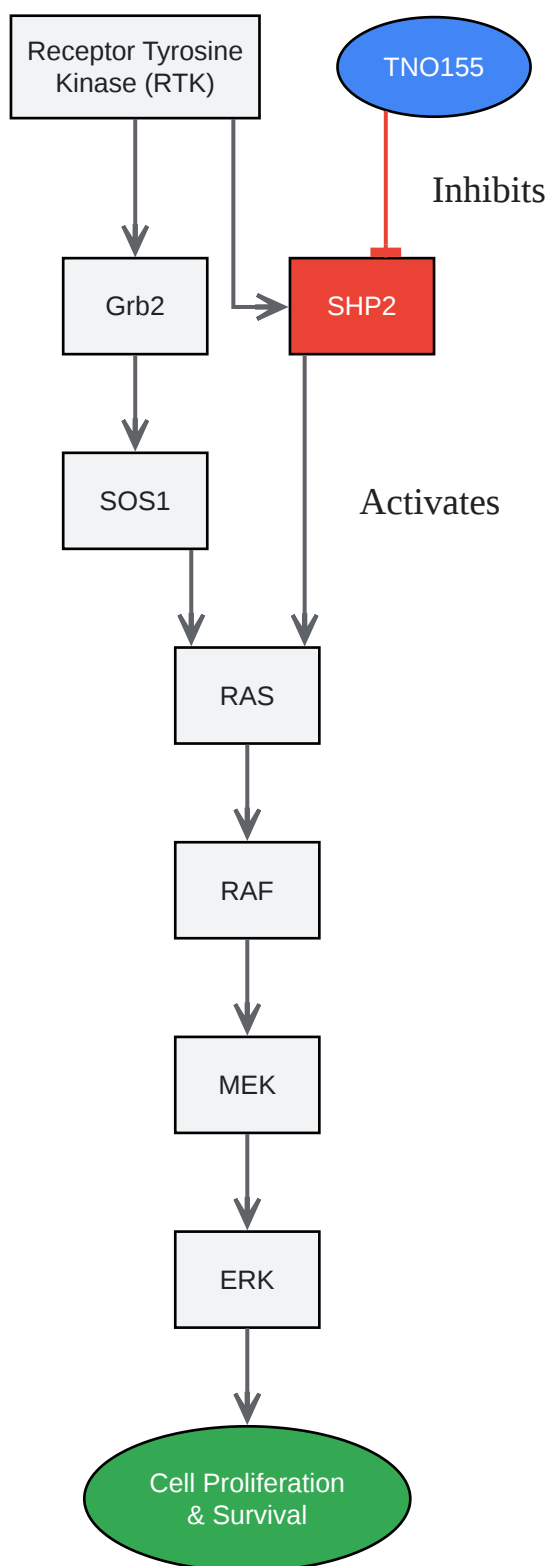 Receptor Tyrosine
Kinase (RTK)
TNO155
Inhibits
Grb2
SHP2
SOS1
Activates
RAS
RAF
MEK
ERK
Cell Proliferation
& Survival